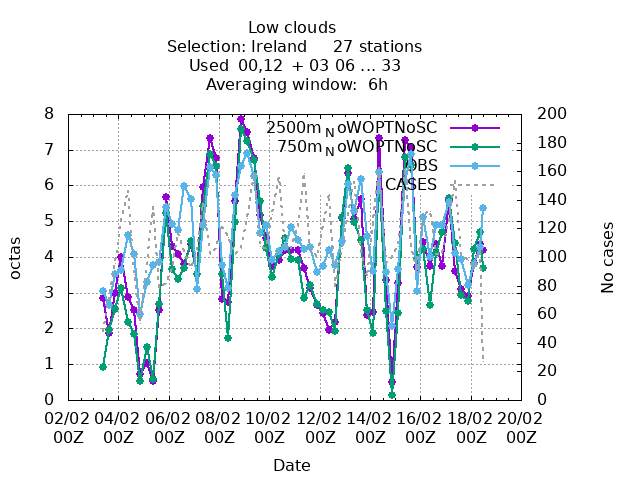 Low clouds
Selection: Ireland 27 stations
Used 00,12 + 03 06 ... 33
Averaging window: 6h
2500m NoWOPTNoSC
750m NoWOPTNoSC
OBS
CASES
8
7
6
5
4
3
2
1
0
octas
200
180
160
140
120
100
80
60
40
20
0
No cases
02/02 04/02 06/02 08/02 10/02 12/02 14/02 16/02 18/02 20/02
00Z 00Z 00Z 00Z 00Z 00Z 00Z 00Z 00Z 00Z
Date